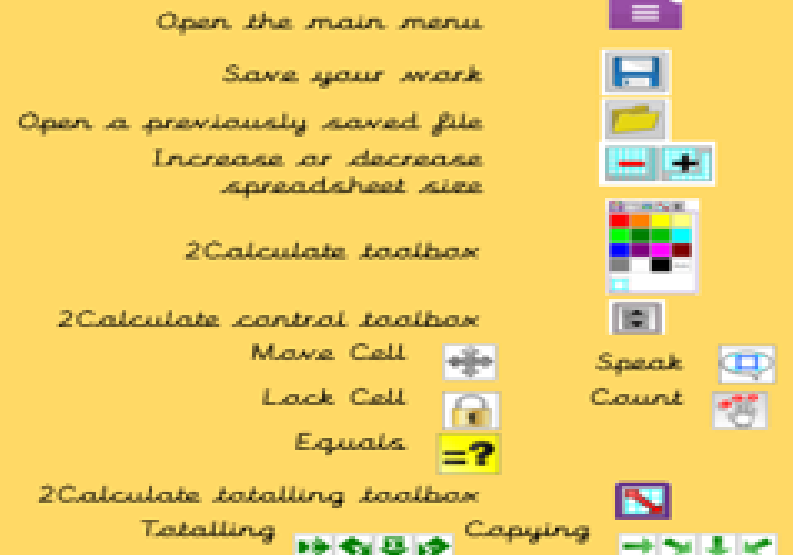 Open the main menu
Save your work
Open a previously saved file
Increase or decrease
spreadsheet size
2Calculate toolbox
2Calculate control toolbox
Move Cell
Speak
Lock Cell
Count
Equals
=?
2Calculate totalling toolbox
Totalling
Copying